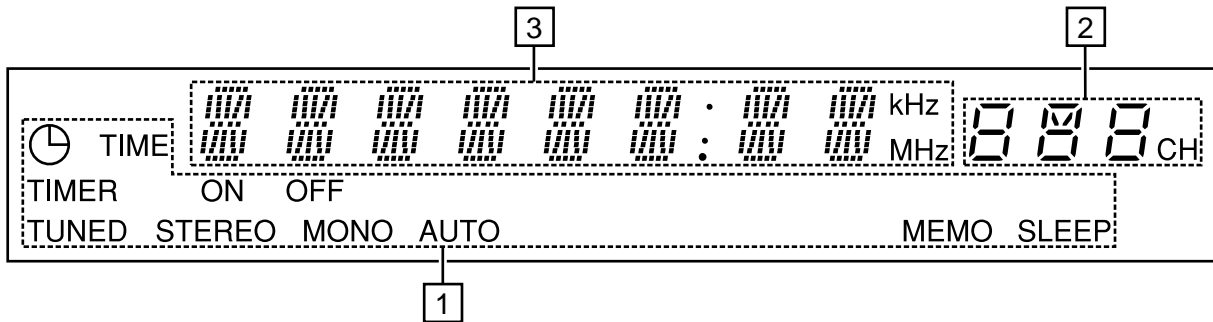 3 2
kHz
TIME MHz CH
TIMER ON OFF
TUNED STEREO MONO AUTO MEMO SLEEP
1